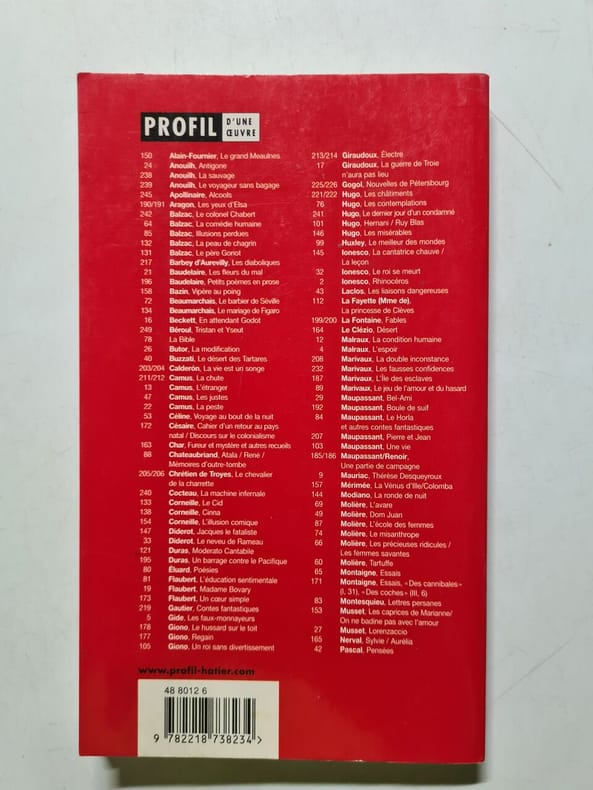 PROFIL D'UNE ŒUVRE
150 Alain-Fournier, Le grand Meaulnes
24 Anouilh, Antigone
238 Anouilh, La sauvage
239 Anouilh, Le voyageur sans bagage
245 Apollinaire, Alcools
190/191 Aragon, Les yeux d'Elsa
242 Balzac, Le colonel Chabert
64 Balzac, La comédie humaine
85 Balzac, Illusions perdues
132 Balzac, La peau de chagrin
131 Balzac, Le père Goriot
217 Barbey d'Aurevilly, Les diaboliques
21 Baudelaire, Les fleurs du mal
196 Baudelaire, Petits poèmes en prose
158 Bazin, Vipère au poing
72 Beaumarchais, Le barbier de Séville
134 Beaumarchais, Le mariage de Figaro
16 Beckett, En attendant Godot
249 Béroul, Tristan et Yseut
78 La Bible
26 Butor, La modification
40 Buzzati, Le désert des Tartares
203/204 Calderón, La vie est un songe
211/212 Camus, La chute
13 Camus, L'étranger
47 Camus, Les justes
22 Camus, La peste
53 Céline, Voyage au bout de la nuit
172 Césaire, Cahier d'un retour au pays
natal / Discours sur le colonialisme
163 Char, Fureur et mystère et autres recueils
88 Chateaubriand, Atala / René /
Mémoires d'outre-tombe
205/206 Chrétien de Troyes, Le chevalier
de la charrette
240 Cocteau, La machine infernale
133 Corneille, Le Cid
138 Corneille, Cinna
154 Corneille, L'illusion comique
147 Diderot, Jacques le fataliste
33 Diderot, Le neveu de Rameau
121 Duras, Moderato Cantabile
195 Duras, Un barrage contre le Pacifique
80 Éluard, Poésies
81 Flaubert, L'éducation sentimentale
19 Flaubert, Madame Bovary
173 Flaubert, Un cœur simple
219 Gautier, Contes fantastiques
5 Gide, Les faux-monnayeurs
178 Giono, Le hussard sur le toit
177 Giono, Regain
105 Giono, Un roi sans divertissement
213/214 Giraudoux, Électre
17 Giraudoux, La guerre de Troie
n'aura pas lieu
225/226 Gogol, Nouvelles de Pétersbourg
221/222 Hugo, Les châtiments
76 Hugo, Les contemplations
241 Hugo, Le dernier jour d'un condamné
101 Hugo, Hernani / Ruy Blas
146 Hugo, Les misérables
99 Huxley, Le meilleur des mondes
145 Ionesco, La cantatrice chauve /
La leçon
32 Ionesco, Le roi se meurt
2 Ionesco, Rhinocéros
43 Laclos, Les liaisons dangereuses
112 La Fayette (Mme de),
La princesse de Clèves
199/200 La Fontaine, Fables
164 Le Clézio, Désert
12 Malraux, La condition humaine
4 Malraux, L'espoir
208 Marivaux, La double inconstance
232 Marivaux, Les fausses confidences
187 Marivaux, L'Île des esclaves
89 Marivaux, Le jeu de l'amour et du hasard
29 Maupassant, Bel-Ami
192 Maupassant, Boule de suif
84 Maupassant, Le Horla
et autres contes fantastiques
207 Maupassant, Pierre et Jean
103 Maupassant, Une vie
185/186 Maupassant/Renoir,
Une partie de campagne
9 Mauriac, Thérèse Desqueyroux
157 Mérimée, La Vénus d'Ille/Colomba
144 Modiano, La ronde de nuit
69 Molière, L'avare
49 Molière, Dom Juan
87 Molière, L'école des femmes
74 Molière, Le misanthrope
66 Molière, Les précieuses ridicules /
Les femmes savantes
60 Molière, Tartuffe
65 Montaigne, Essais
171 Montaigne, Essais, « Des cannibales »
(I, 31), « Des coches » (III, 6)
83 Montesquieu, Lettres persanes
153 Musset, Les caprices de Marianne/
On ne badine pas avec l'amour
27 Musset, Lorenzaccio
165 Nerval, Sylvie / Aurélia
42 Pascal, Pensées
www.profil-hatier.com
48 8012 6
9 782218 738234 >